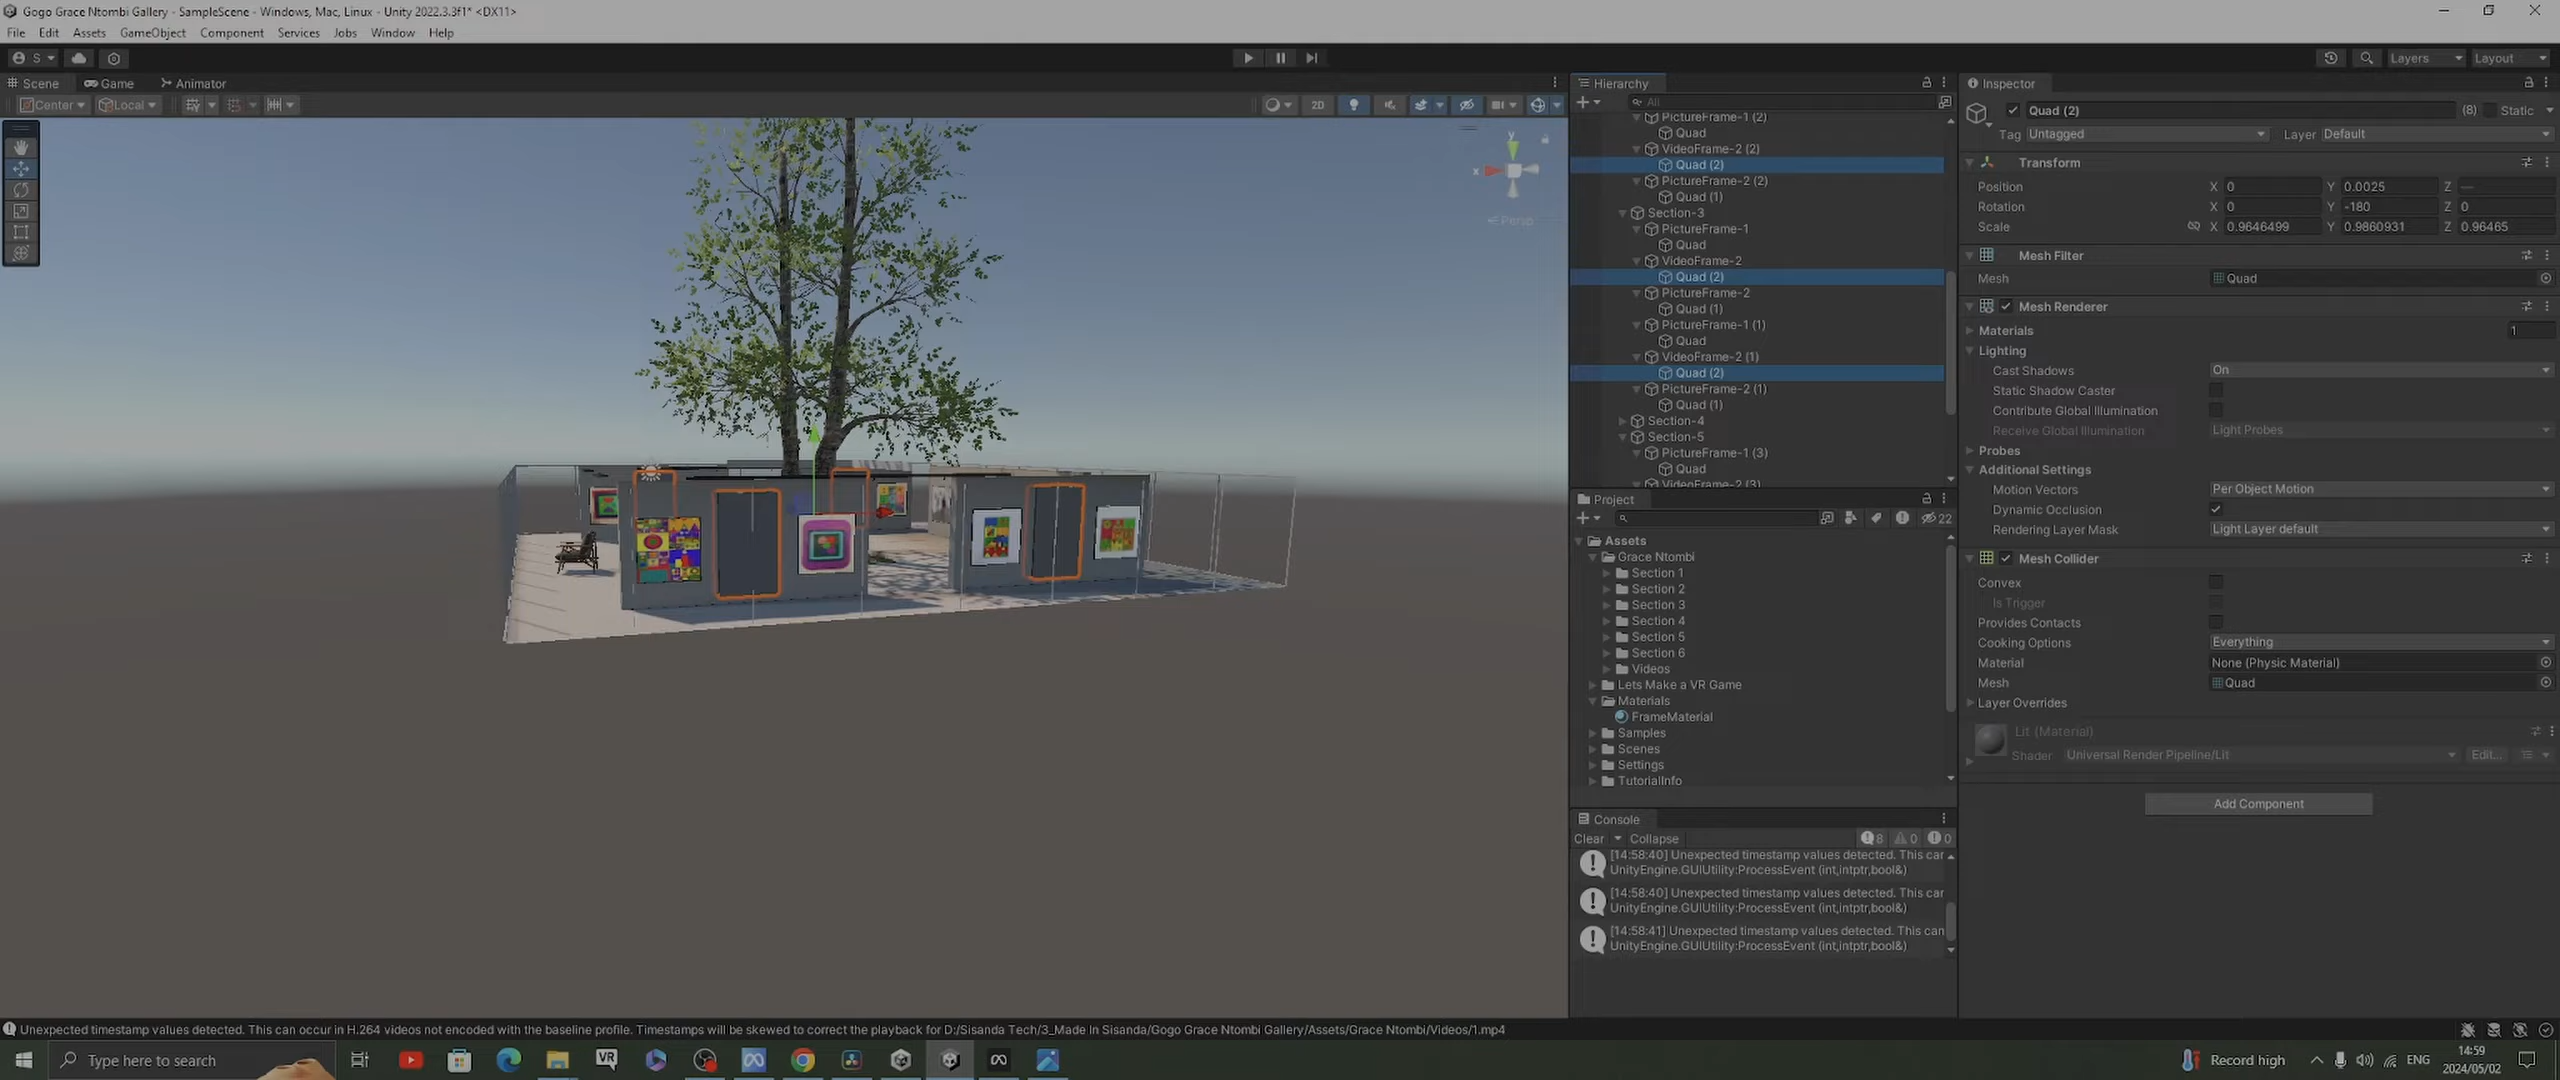 Gogo Grace Ntombi Gallery - SampleScene - Windows, Mac, Linux - Unity 2022.3.3f1* <DX11>
File Edit Assets GameObject Component Services Jobs Window Help
S
Layers Layout
Scene Game Animator
Center Local
2D
y
x
Persp
Hierarchy
All
PictureFrame-1 (2)
Quad
VideoFrame-2 (2)
Quad (2)
PictureFrame-2 (2)
Quad (1)
Section-3
PictureFrame-1
Quad
VideoFrame-2
Quad (2)
PictureFrame-2
Quad (1)
PictureFrame-1 (1)
Quad
VideoFrame-2 (1)
Quad (2)
PictureFrame-2 (1)
Quad (1)
Section-4
Section-5
PictureFrame-1 (3)
Quad
VideoFrame-2 (3)
Project
22
Assets
Grace Ntombi
Section 1
Section 2
Section 3
Section 4
Section 5
Section 6
Videos
Lets Make a VR Game
Materials
FrameMaterial
Samples
Scenes
Settings
TutorialInfo
Console
Clear Collapse 8 0 0
[14:58:40] Unexpected timestamp values detected. This can
UnityEngine.GUIUtility:ProcessEvent (int,intptr,bool&)
[14:58:40] Unexpected timestamp values detected. This car
UnityEngine.GUIUtility:ProcessEvent (int,intptr,bool&)
[14:58:41] Unexpected timestamp values detected. This can
UnityEngine.GUIUtility:ProcessEvent (int,intptr,bool&)
Inspector
Quad (2) (8) Static
Tag Untagged Layer Default
Transform
Position X 0 Y 0.0025 Z —
Rotation X 0 Y -180 Z 0
Scale X 0.9646499 Y 0.9860931 Z 0.96465
Mesh Filter
Mesh Quad
Mesh Renderer
Materials 1
Lighting
Cast Shadows On
Static Shadow Caster
Contribute Global Illumination
Receive Global Illumination Light Probes
Probes
Additional Settings
Motion Vectors Per Object Motion
Dynamic Occlusion
Rendering Layer Mask Light Layer default
Mesh Collider
Convex
Is Trigger
Provides Contacts
Cooking Options Everything
Material None (Physic Material)
Mesh Quad
Layer Overrides
Lit (Material)
Shader Universal Render Pipeline/Lit Edit...
Add Component
Unexpected timestamp values detected. This can occur in H.264 videos not encoded with the baseline profile. Timestamps will be skewed to correct the playback for D:/Sisanda Tech/3_Made In Sisanda/Gogo Grace Ntombi Gallery/Assets/Grace Ntombi/Videos/1.mp4
Type here to search
VR
Record high
ENG
14:59
2024/05/02